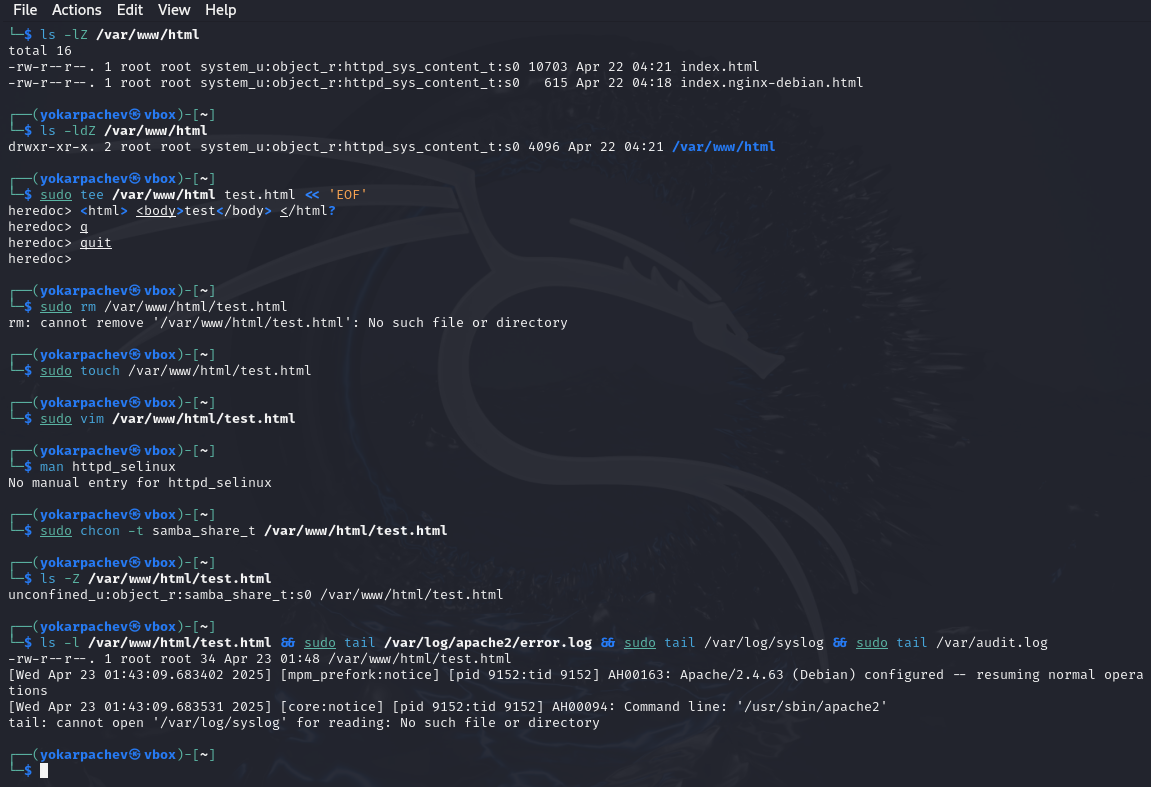 File Actions Edit View Help
└─$ ls -lZ /var/www/html
total 16
-rw-r--r--. 1 root root system_u:object_r:httpd_sys_content_t:s0 10703 Apr 22 04:21 index.html
-rw-r--r--. 1 root root system_u:object_r:httpd_sys_content_t:s0   615 Apr 22 04:18 index.nginx-debian.html
┌──(yokarpachev㉿vbox)-[~]
└─$ ls -ldZ /var/www/html
drwxr-xr-x. 2 root root system_u:object_r:httpd_sys_content_t:s0 4096 Apr 22 04:21 /var/www/html
┌──(yokarpachev㉿vbox)-[~]
└─$ sudo tee /var/www/html test.html << 'EOF'
heredoc> <html> <body>test</body> </html?
heredoc> q
heredoc> quit
heredoc>
┌──(yokarpachev㉿vbox)-[~]
└─$ sudo rm /var/www/html/test.html
rm: cannot remove '/var/www/html/test.html': No such file or directory
┌──(yokarpachev㉿vbox)-[~]
└─$ sudo touch /var/www/html/test.html
┌──(yokarpachev㉿vbox)-[~]
└─$ sudo vim /var/www/html/test.html
┌──(yokarpachev㉿vbox)-[~]
└─$ man httpd_selinux
No manual entry for httpd_selinux
┌──(yokarpachev㉿vbox)-[~]
└─$ sudo chcon -t samba_share_t /var/www/html/test.html
┌──(yokarpachev㉿vbox)-[~]
└─$ ls -Z /var/www/html/test.html
unconfined_u:object_r:samba_share_t:s0 /var/www/html/test.html
┌──(yokarpachev㉿vbox)-[~]
└─$ ls -l /var/www/html/test.html && sudo tail /var/log/apache2/error.log && sudo tail /var/log/syslog && sudo tail /var/audit.log
-rw-r--r--. 1 root root 34 Apr 23 01:48 /var/www/html/test.html
[Wed Apr 23 01:43:09.683402 2025] [mpm_prefork:notice] [pid 9152:tid 9152] AH00163: Apache/2.4.63 (Debian) configured -- resuming normal opera
tions
[Wed Apr 23 01:43:09.683531 2025] [core:notice] [pid 9152:tid 9152] AH00094: Command line: '/usr/sbin/apache2'
tail: cannot open '/var/log/syslog' for reading: No such file or directory
┌──(yokarpachev㉿vbox)-[~]
└─$